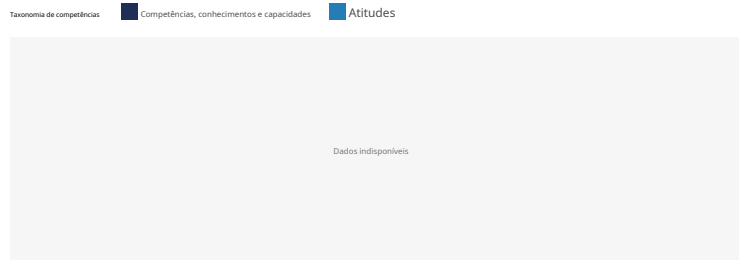 Taxonomia de competências Competências, conhecimentos e capacidades Atitudes
Dados indisponíveis